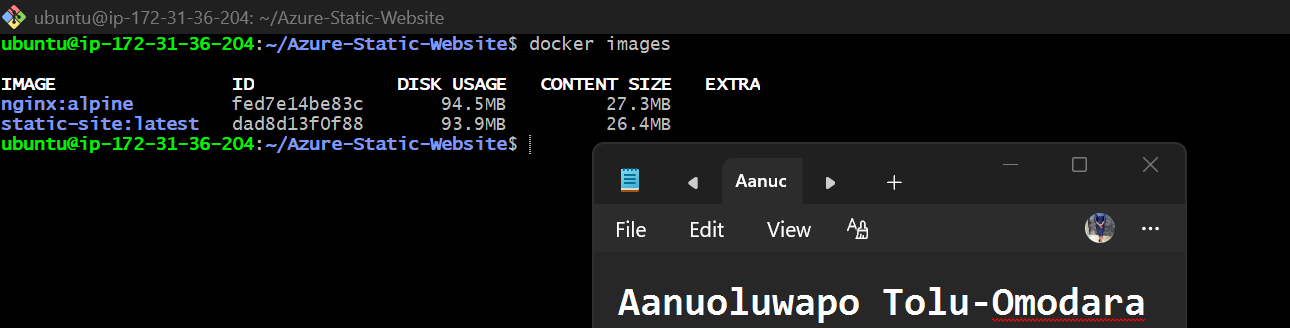 ubuntu@ip-172-31-36-204: ~/Azure-Static-Website
ubuntu@ip-172-31-36-204:~/Azure-Static-Website$ docker images
IMAGE ID DISK USAGE CONTENT SIZE EXTRA
nginx:alpine fed7e14be83c 94.5MB 27.3MB
static-site:latest dad8d13f0f88 93.9MB 26.4MB
ubuntu@ip-172-31-36-204:~/Azure-Static-Website$
Aanuc
File Edit View
Aanuoluwapo Tolu-Omodara